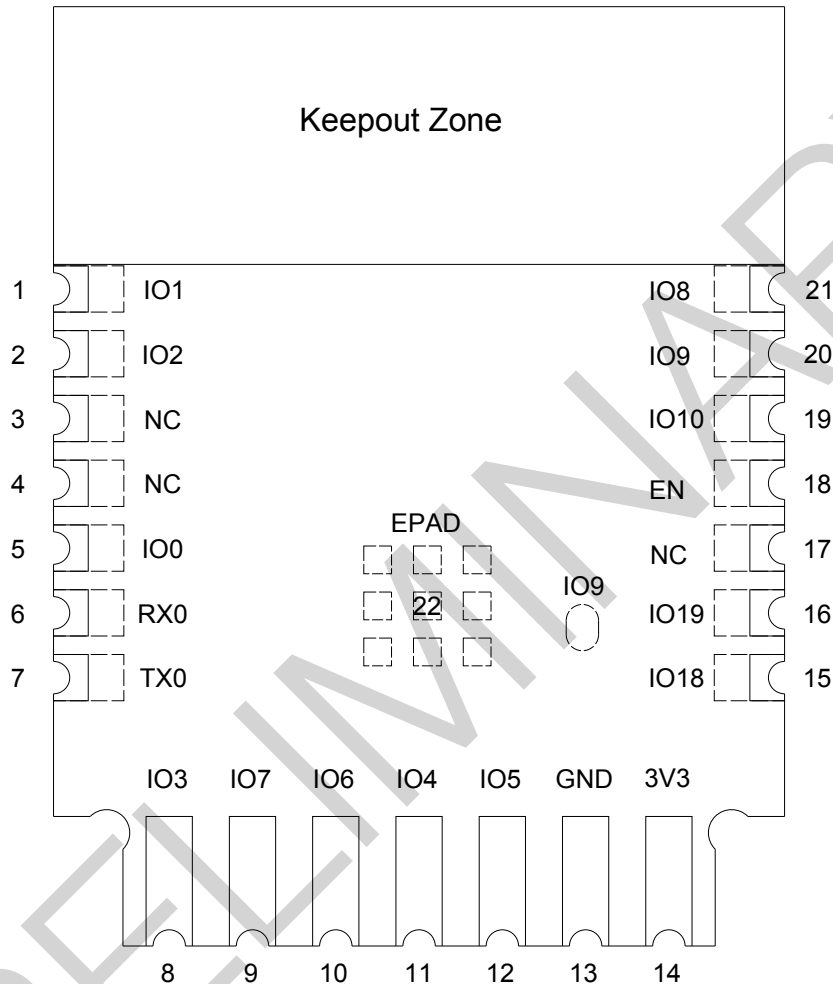 Keepout Zone
1 IO1 IO8 21
2 IO2 IO9 20
3 NC IO10 19
4 NC EN 18
EPAD
5 IO0 NC 17
IO9
22
6 RX0 IO19 16
7 TX0 IO18 15
IO3 IO7 IO6 IO4 IO5 GND 3V3
8 9 10 11 12 13 14